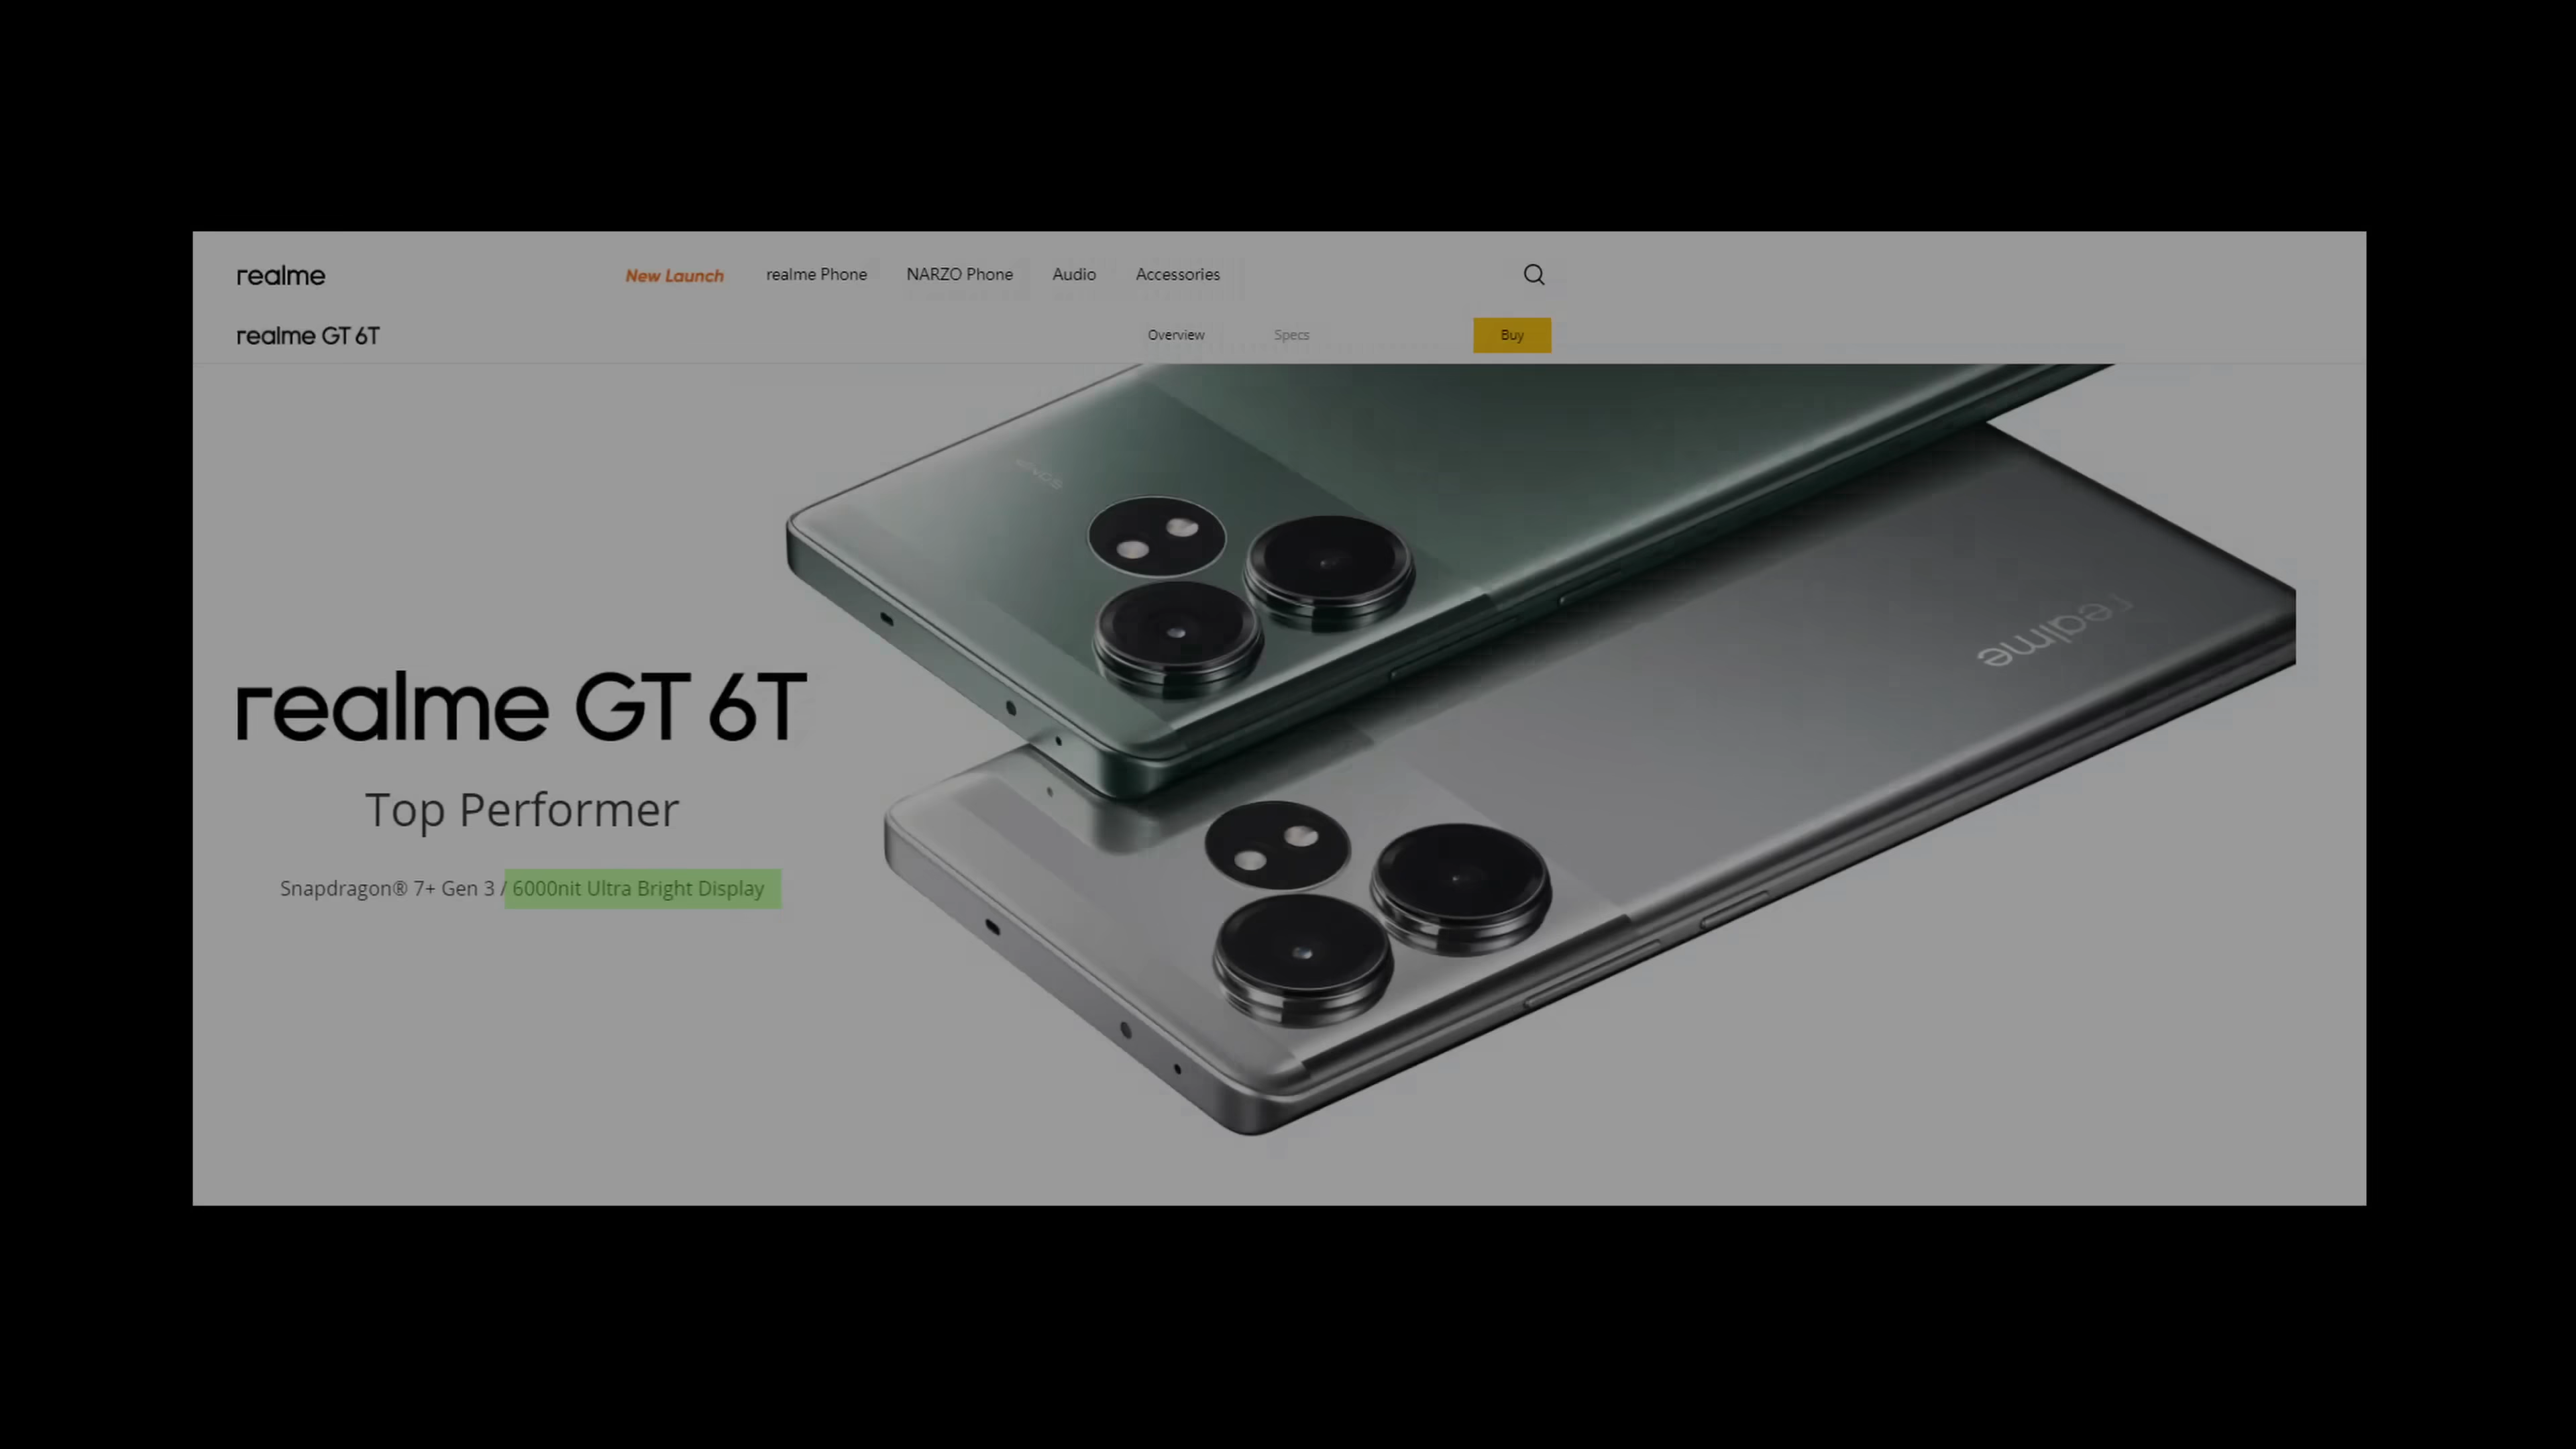 realme New Launch realme Phone NARZO Phone Audio Accessories
realme GT 6T Overview Specs Buy
realme
realme GT 6T
Top Performer
Snapdragon® 7+ Gen 3 / 6000nit Ultra Bright Display